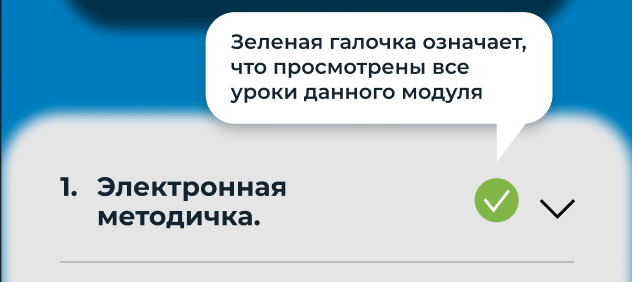 Зеленая галочка означает,
что просмотрены все
уроки данного модуля
1. Электронная
методичка.